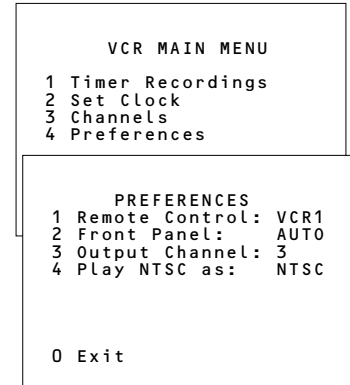 VCR MAIN MENU
1 Timer Recordings
2 Set Clock
3 Channels
4 Preferences
PREFERENCES
1 Remote Control: VCR1
2 Front Panel: AUTO
3 Output Channel: 3
4 Play NTSC as: NTSC
0 Exit